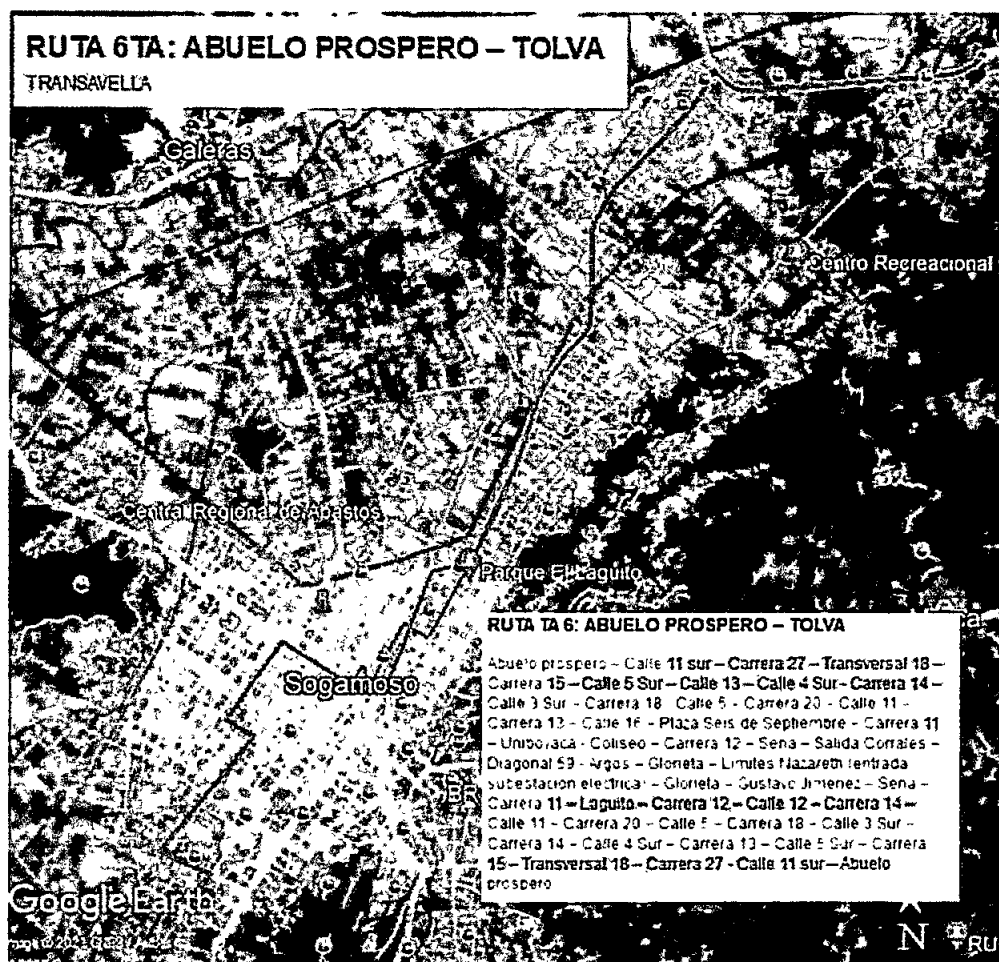 RUTA 6TA: ABUELO PROSPERO – TOLVA
TRANSAVELLA
Galeras
Centro Recreacional
Central Regional de Abastos
Parque El Laguito
Sogamoso
RUTA TA 6: ABUELO PROSPERO – TOLVA
Abuelo prospero – Calle 11 sur – Carrera 27 – Transversal 18 –
Carrera 15 – Calle 5 Sur – Calle 13 – Calle 4 Sur – Carrera 14 –
Calle 3 Sur – Carrera 18 Calle 5 - Carrera 20 - Calle 11 -
Carrera 13 - Calle 16 - Plaza Seis de Septiembre - Carrera 11
- Uniboyaca - Coliseo – Carrera 12 – Sena – Salida Corrales –
Diagonal 59 - Argos – Glorieta – Limites Nazareth (entrada
subestacion electrica) – Glorieta – Gustavo Jimenez – Sena –
Carrera 11 – Laguito – Carrera 12 – Calle 12 – Carrera 14 –
Calle 11 - Carrera 20 – Calle 5 – Carrera 18 – Calle 3 Sur –
Carrera 14 - Calle 4 Sur – Carrera 13 – Calle 5 Sur – Carrera
15 – Transversal 18 – Carrera 27 - Calle 11 sur – Abuelo
prospero
Google Earth
N
RU